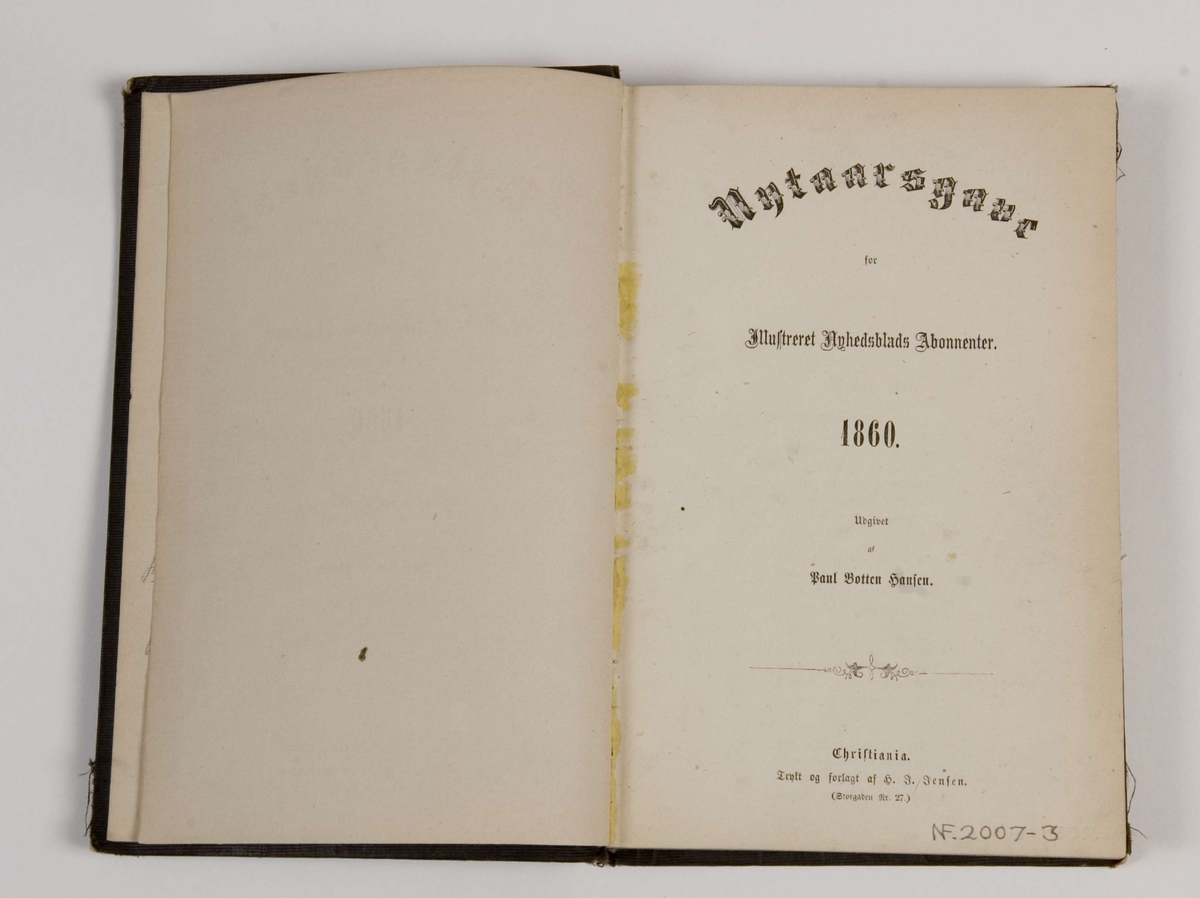 Nytaarsgave
for
Illustreret Nyhedsblads Abonnenter.
1860.
Udgivet
af
Paul Botten Hansen.
Christiania.
Trykt og forlagt af H. J. Jensen.
(Storgaden Nr. 27.)
NF.2007-3